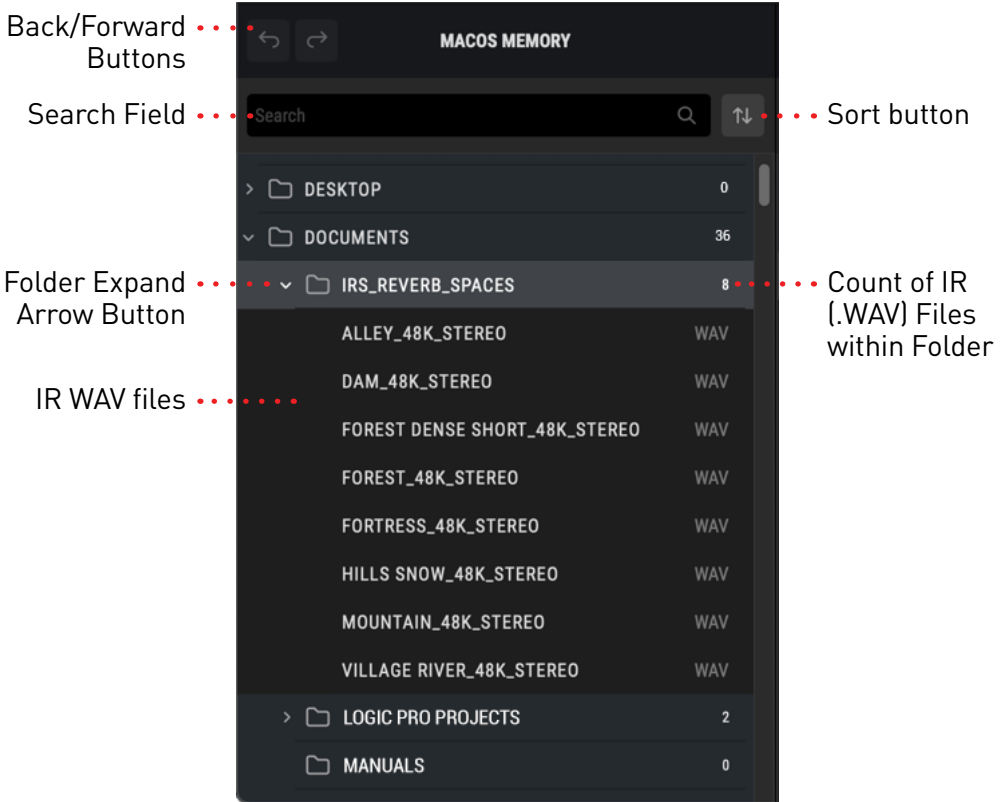 Back/Forward
Buttons
MACOS MEMORY
Search Field
Search
Sort button
DESKTOP 0
DOCUMENTS 36
Folder Expand
Arrow Button
IRS_REVERB_SPACES 8
Count of IR
(.WAV) Files
within Folder
ALLEY_48K_STEREO WAV
IR WAV files
DAM_48K_STEREO WAV
FOREST DENSE SHORT_48K_STEREO WAV
FOREST_48K_STEREO WAV
FORTRESS_48K_STEREO WAV
HILLS SNOW_48K_STEREO WAV
MOUNTAIN_48K_STEREO WAV
VILLAGE RIVER_48K_STEREO WAV
LOGIC PRO PROJECTS 2
MANUALS 0